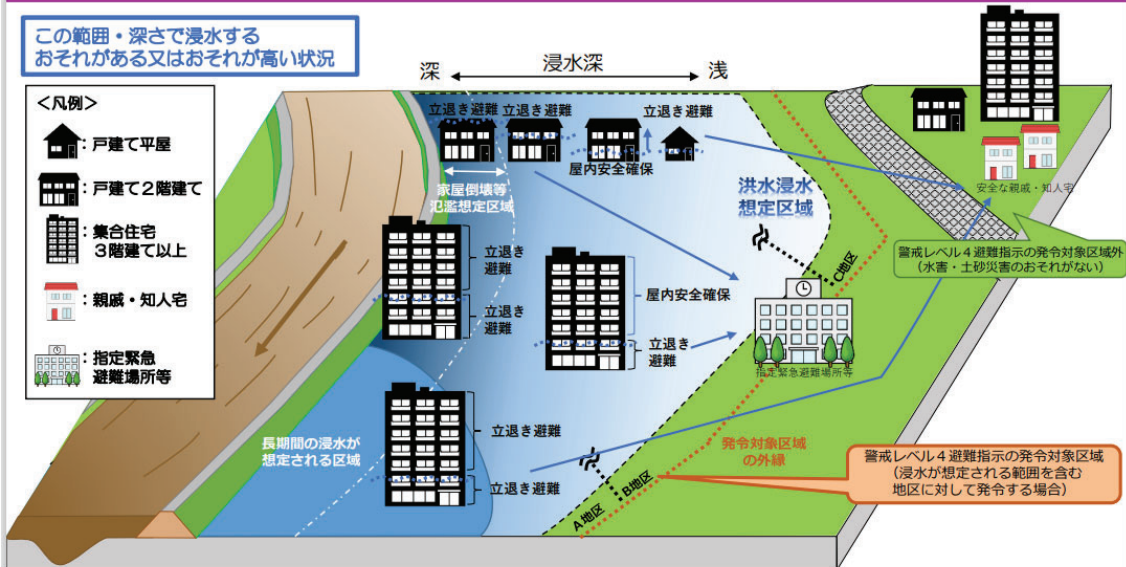 この範囲・深さで浸水する
おそれがある又はおそれが高い状況
＜凡例＞
：戸建て平屋
：戸建て２階建て
：集合住宅
３階建て以上
：親戚・知人宅
：指定緊急
避難場所等
深
浸水深
浅
立退き避難
立退き避難
立退き避難
屋内安全確保
家屋倒壊等
氾濫想定区域
洪水浸水
想定区域
安全な親戚・知人宅
警戒レベル４避難指示の発令対象区域外
（水害・土砂災害のおそれがない）
立退き
避難
立退き
避難
屋内安全確保
立退き
避難
C地区
指定緊急避難場所等
長期間の浸水が
想定される区域
立退き避難
立退き避難
発令対象区域
の外縁
B地区
A地区
警戒レベル４避難指示の発令対象区域
（浸水が想定される範囲を含む
地区に対して発令する場合）